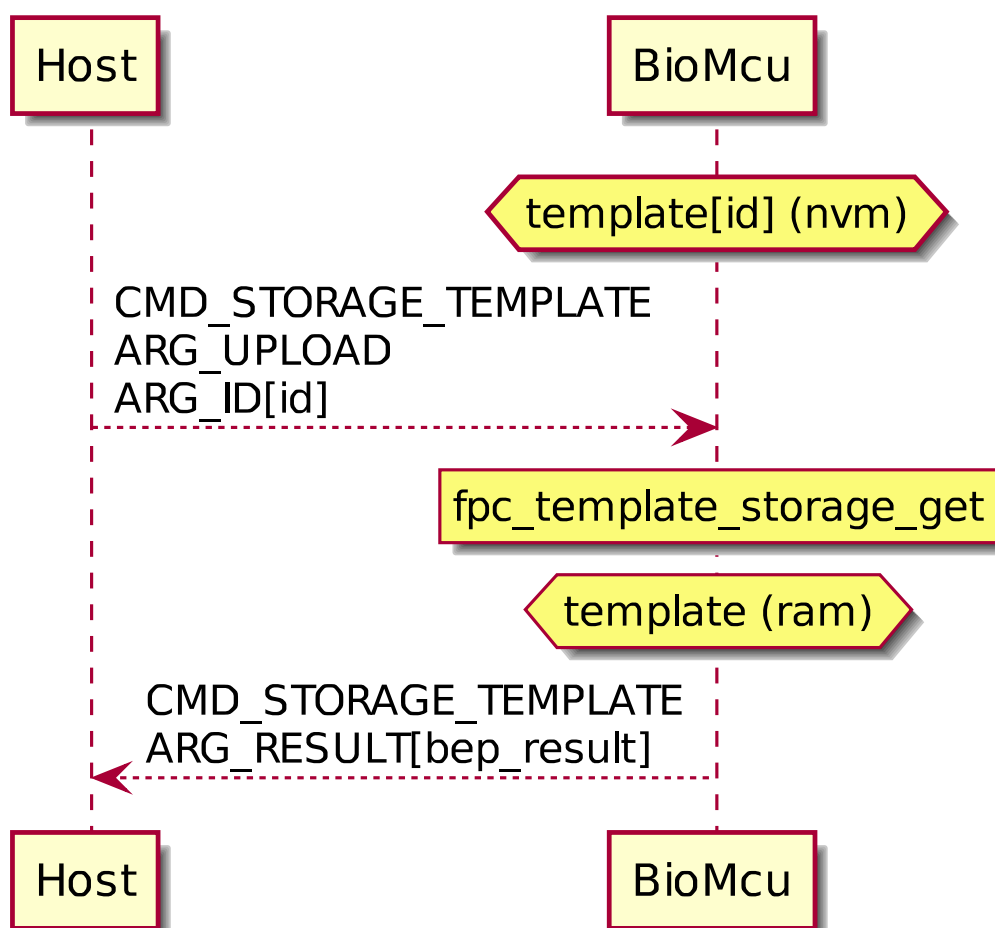 Host
BioMcu
template[id] (nvm)
CMD_STORAGE_TEMPLATE
ARG_UPLOAD
ARG_ID[id]
fpc_template_storage_get
template (ram)
CMD_STORAGE_TEMPLATE
ARG_RESULT[bep_result]
Host
BioMcu